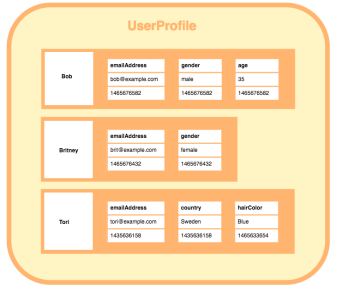 UserProfile
Bob
emailAddress gender age
bob@example.com male 35
1465676582 1465676582 1465676582
Britney
emailAddress gender
brit@example.com female
1465676432 1465676432
Tori
emailAddress country hairColor
tori@example.com Sweden Blue
1435636158 1435636158 1465633654